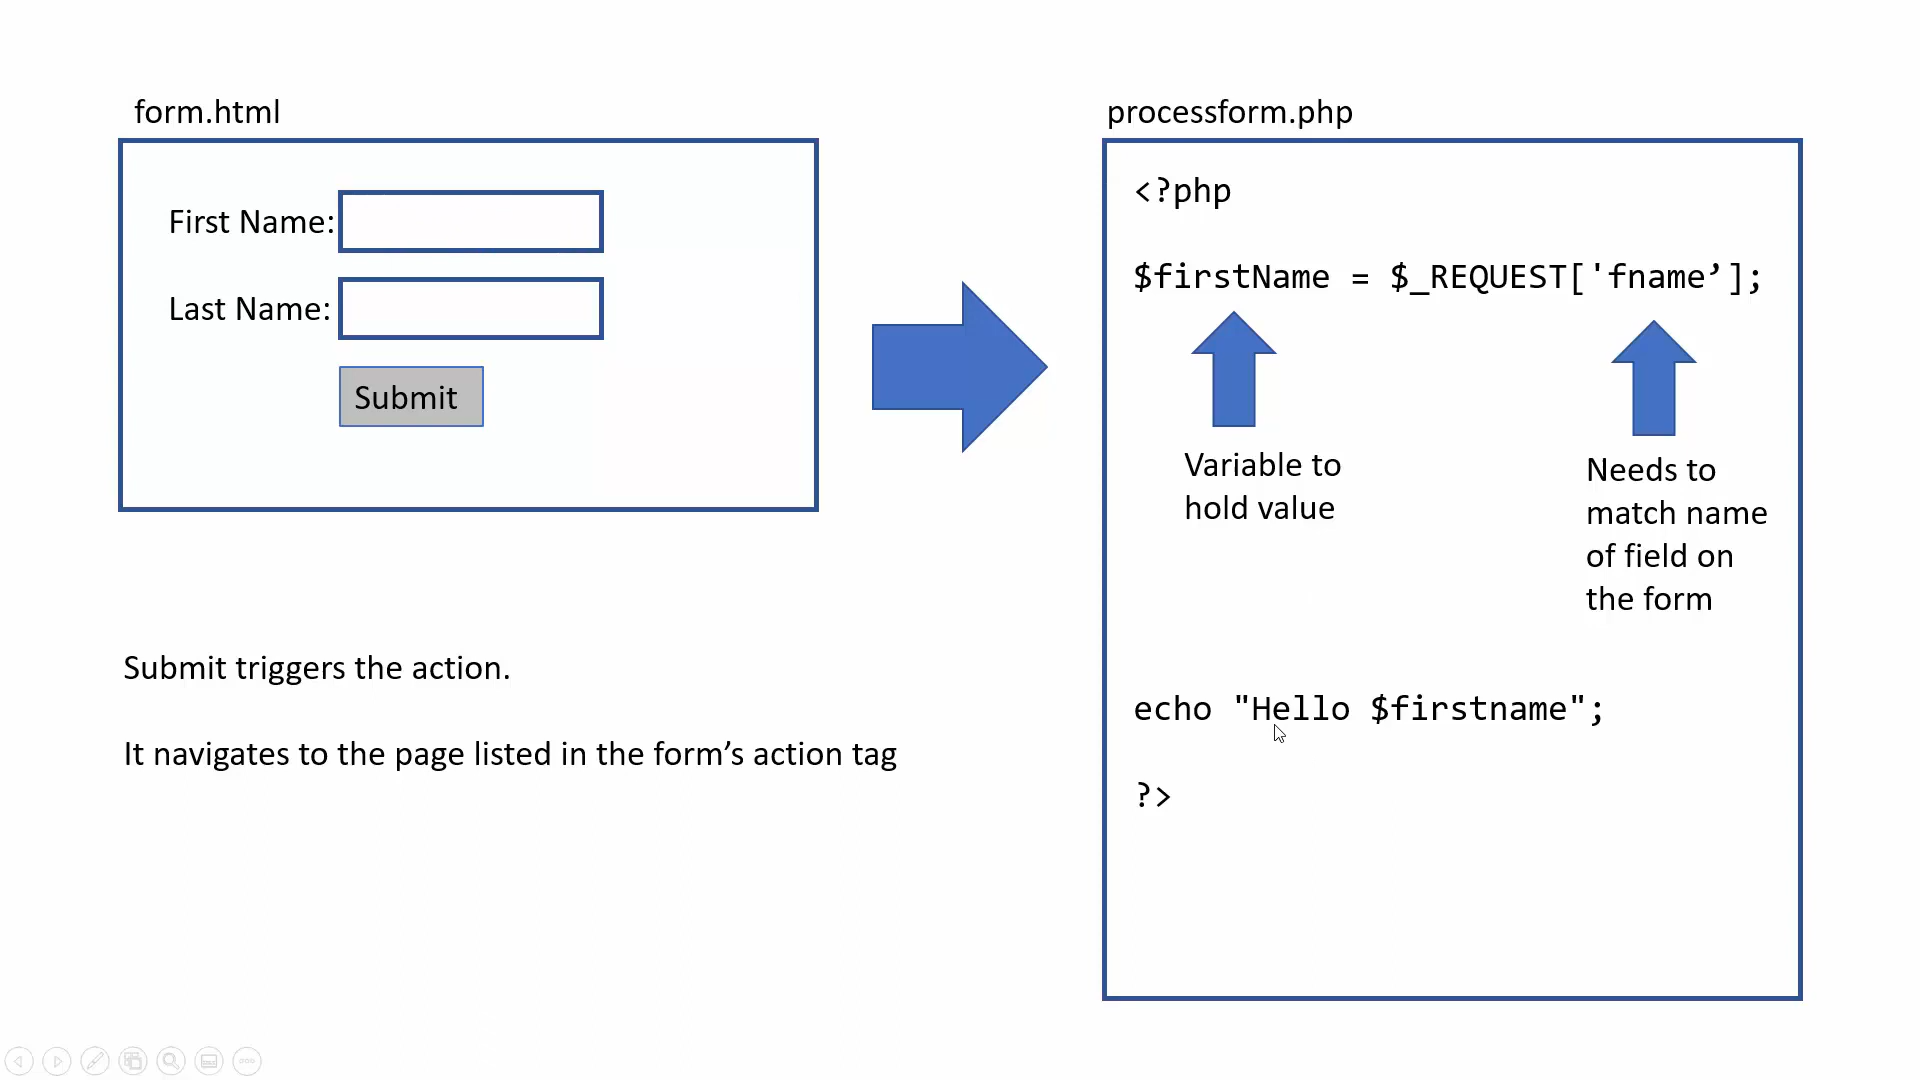 form.html
First Name:
Last Name:
Submit
Submit triggers the action.
It navigates to the page listed in the form’s action tag
processform.php
<?php
$firstName = $_REQUEST['fname’];
Variable to
hold value
Needs to
match name
of field on
the form
echo "Hello $firstname";
?>